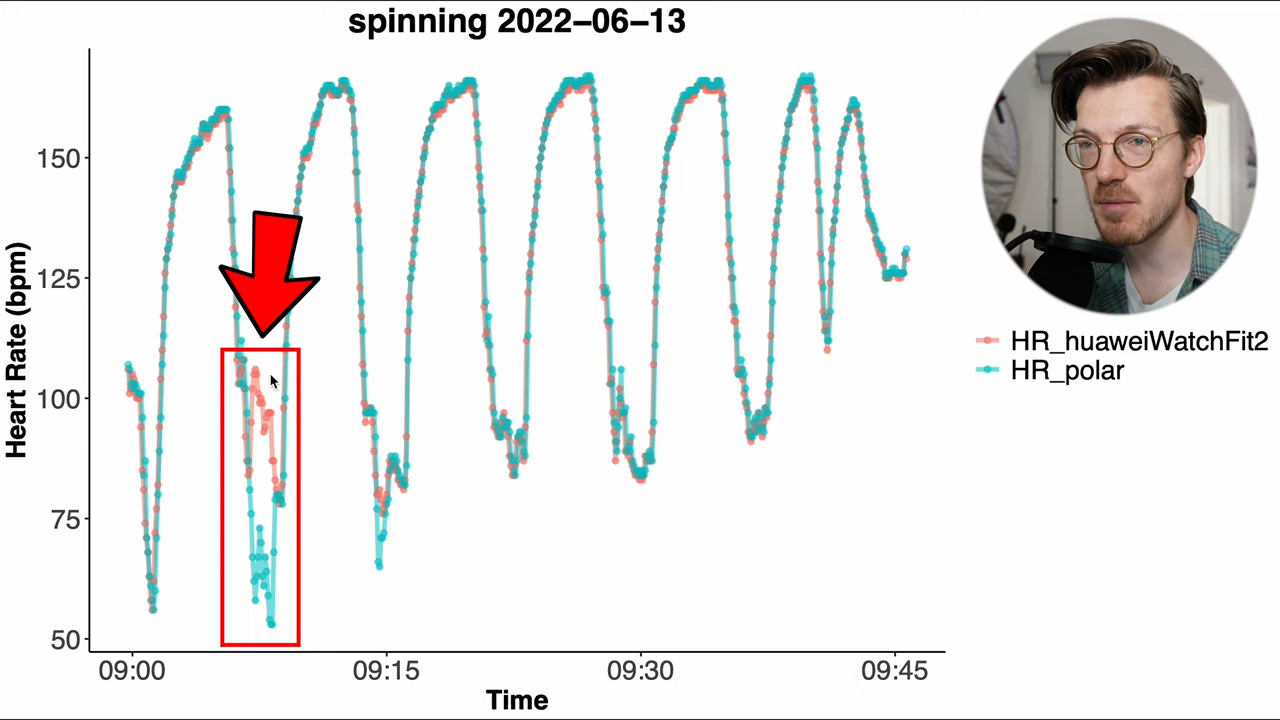 spinning 2022–06–13
Heart Rate (bpm)
150
125
100
75
50
09:00
09:15
09:30
09:45
Time
HR_huaweiWatchFit2
HR_polar